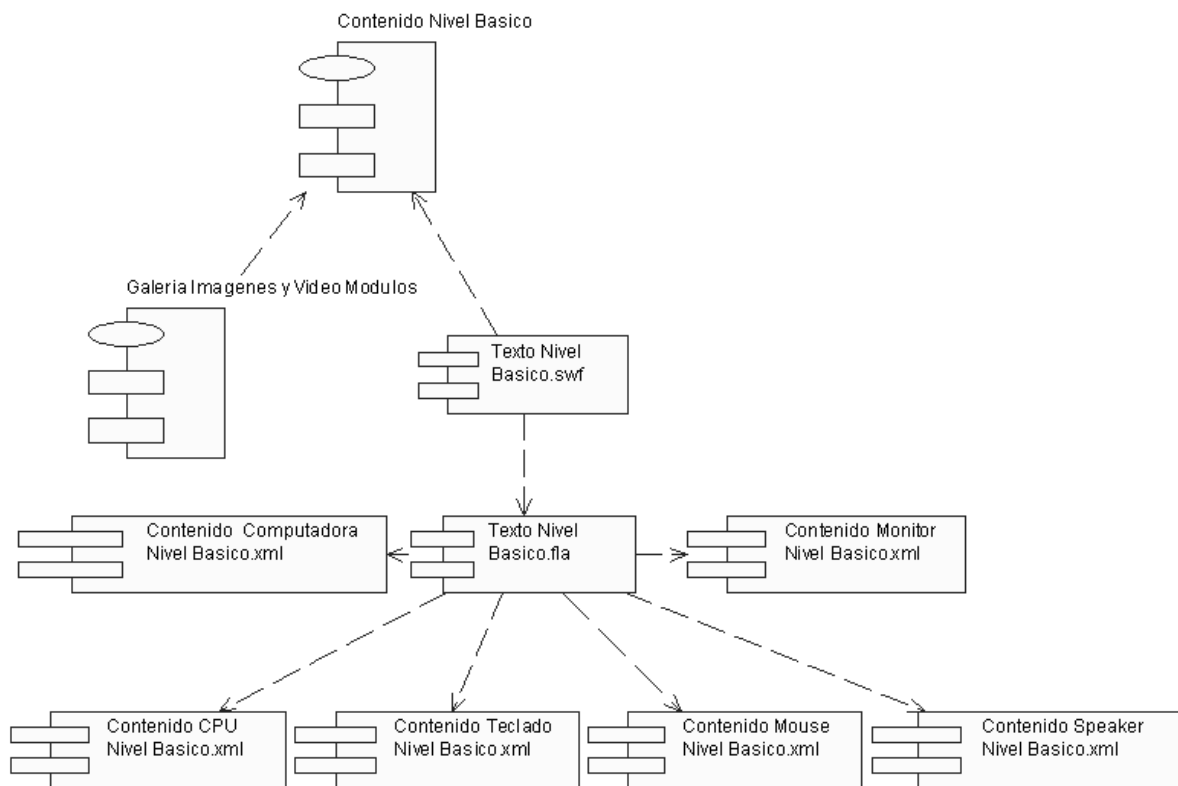 Contenido Nivel Basico
Galeria Imagenes y Video Modulos
Texto Nivel
Basico.swf
Contenido Computadora
Nivel Basico.xml
Texto Nivel
Basico.fla
Contenido Monitor
Nivel Basico.xml
Contenido CPU
Nivel Basico.xml
Contenido Teclado
Nivel Basico.xml
Contenido Mouse
Nivel Basico.xml
Contenido Speaker
Nivel Basico.xml